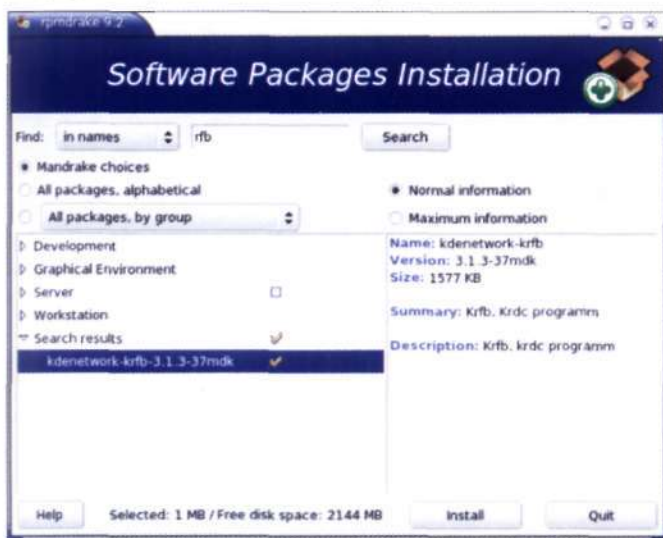 rpmdrake 9.2
Software Packages Installation
Find: in names rfb Search
Mandrake choices
All packages, alphabetical
Normal information
All packages, by group
Maximum information
Development
Graphical Environment
Server
Workstation
Search results
kdenetwork-krfb-3.1.3-37mdk
Name: kdenetwork-krfb
Version: 3.1.3-37mdk
Size: 1577 KB
Summary: Krfb, Krdc programm
Description: Krfb, krdc programm
Help Selected: 1 MB / Free disk space: 2144 MB Install Quit